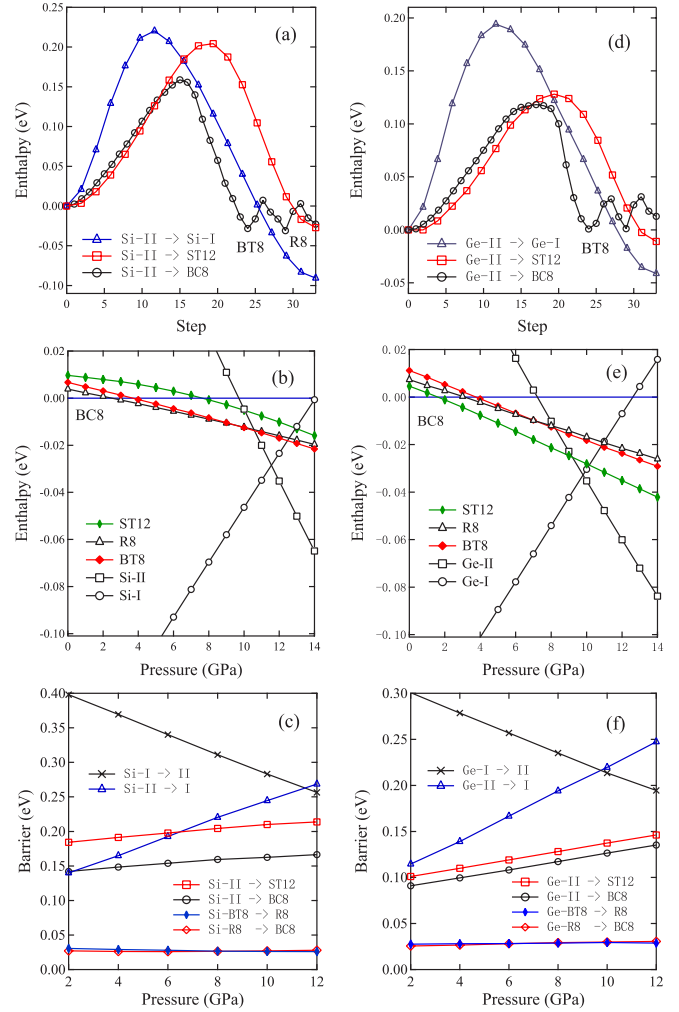 0.25
0.20
0.15
0.10
0.05
0.00
-0.05
-0.10
Enthalpy (eV)
(a)
Si-II -> Si-I
Si-II -> ST12
Si-II -> BC8
BT8
R8
0 5 10 15 20 25 30
Step
0.20
0.15
0.10
0.05
0.00
-0.05
Enthalpy (eV)
(d)
Ge-II -> Ge-I
Ge-II -> ST12
Ge-II -> BC8
BT8
0 5 10 15 20 25 30
Step
0.02
0.00
-0.02
-0.04
-0.06
-0.08
-0.10
Enthalpy (eV)
(b)
BC8
ST12
R8
BT8
Si-II
Si-I
0 1 2 3 4 5 6 7 8 9 10 11 12 13 14
Pressure (GPa)
0.02
0.00
-0.02
-0.04
-0.06
-0.08
-0.10
Enthalpy (eV)
(e)
BC8
ST12
R8
BT8
Ge-II
Ge-I
0 2 4 6 8 10 12 14
Pressure (GPa)
0.40
0.30
0.25
0.20
0.15
0.10
0.05
0.00
Barrier (eV)
(c)
Si-I -> II
Si-II -> I
Si-II -> ST12
Si-II -> BC8
Si-BT8 -> R8
Si-R8 -> BC8
2 4 6 8 10 12
Pressure (GPa)
0.30
0.25
0.20
0.15
0.10
0.05
0.00
Barrier (eV)
(f)
Ge-I -> II
Ge-II -> I
Ge-II -> ST12
Ge-II -> BC8
Ge-BT8 -> R8
Ge-R8 -> BC8
2 4 6 8 10 12
Pressure (GPa)